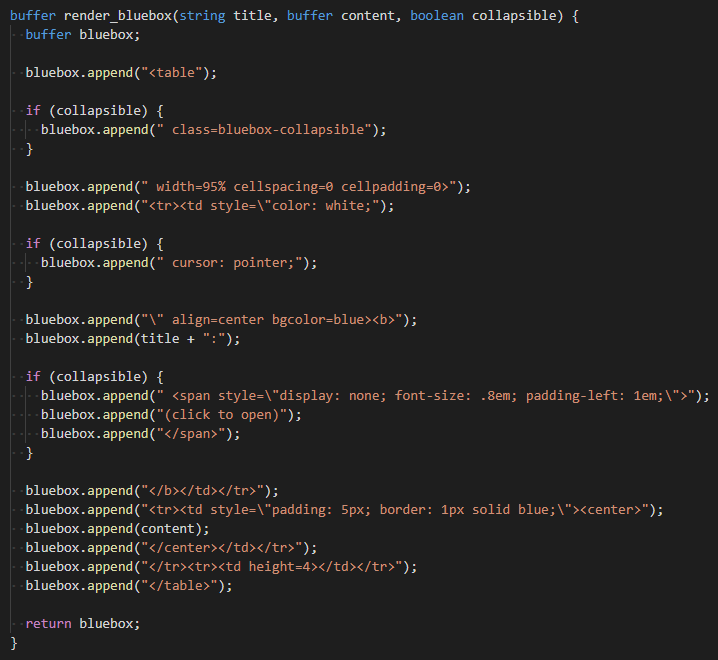 buffer render_bluebox(string title, buffer content, boolean collapsible) {
  buffer bluebox;

  bluebox.append("<table");

  if (collapsible) {
    bluebox.append(" class=bluebox-collapsible");
  }

  bluebox.append(" width=95% cellspacing=0 cellpadding=0>");
  bluebox.append("<tr><td style=\"color: white;");

  if (collapsible) {
    bluebox.append(" cursor: pointer;");
  }

  bluebox.append("\" align=center bgcolor=blue><b>");
  bluebox.append(title + ":");

  if (collapsible) {
    bluebox.append(" <span style=\"display: none; font-size: .8em; padding-left: 1em;\">");
    bluebox.append("(click to open)");
    bluebox.append("</span>");
  }

  bluebox.append("</b></td></tr>");
  bluebox.append("<tr><td style=\"padding: 5px; border: 1px solid blue;\"><center>");
  bluebox.append(content);
  bluebox.append("</center></td></tr>");
  bluebox.append("</tr><tr><td height=4></td></tr>");
  bluebox.append("</table>");

  return bluebox;
}